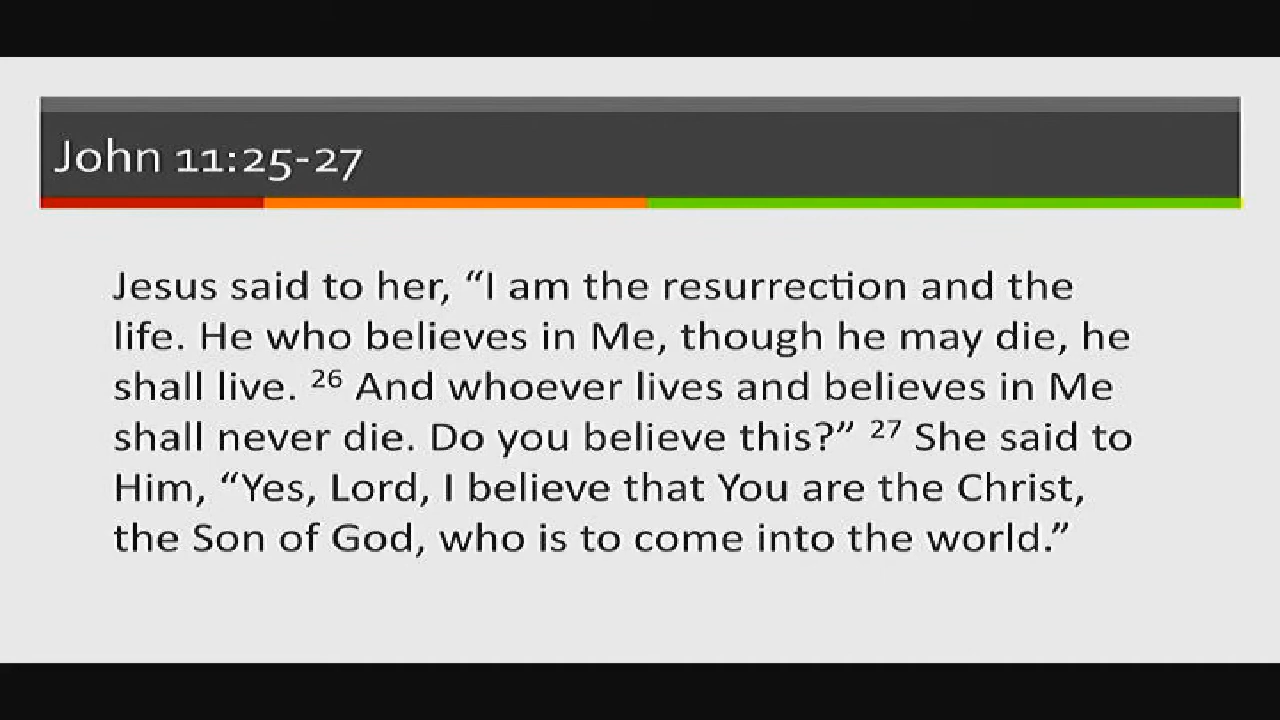 John 11:25-27
Jesus said to her, “I am the resurrection and the
life. He who believes in Me, though he may die, he
shall live. 26 And whoever lives and believes in Me
shall never die. Do you believe this?” 27 She said to
Him, “Yes, Lord, I believe that You are the Christ,
the Son of God, who is to come into the world.”